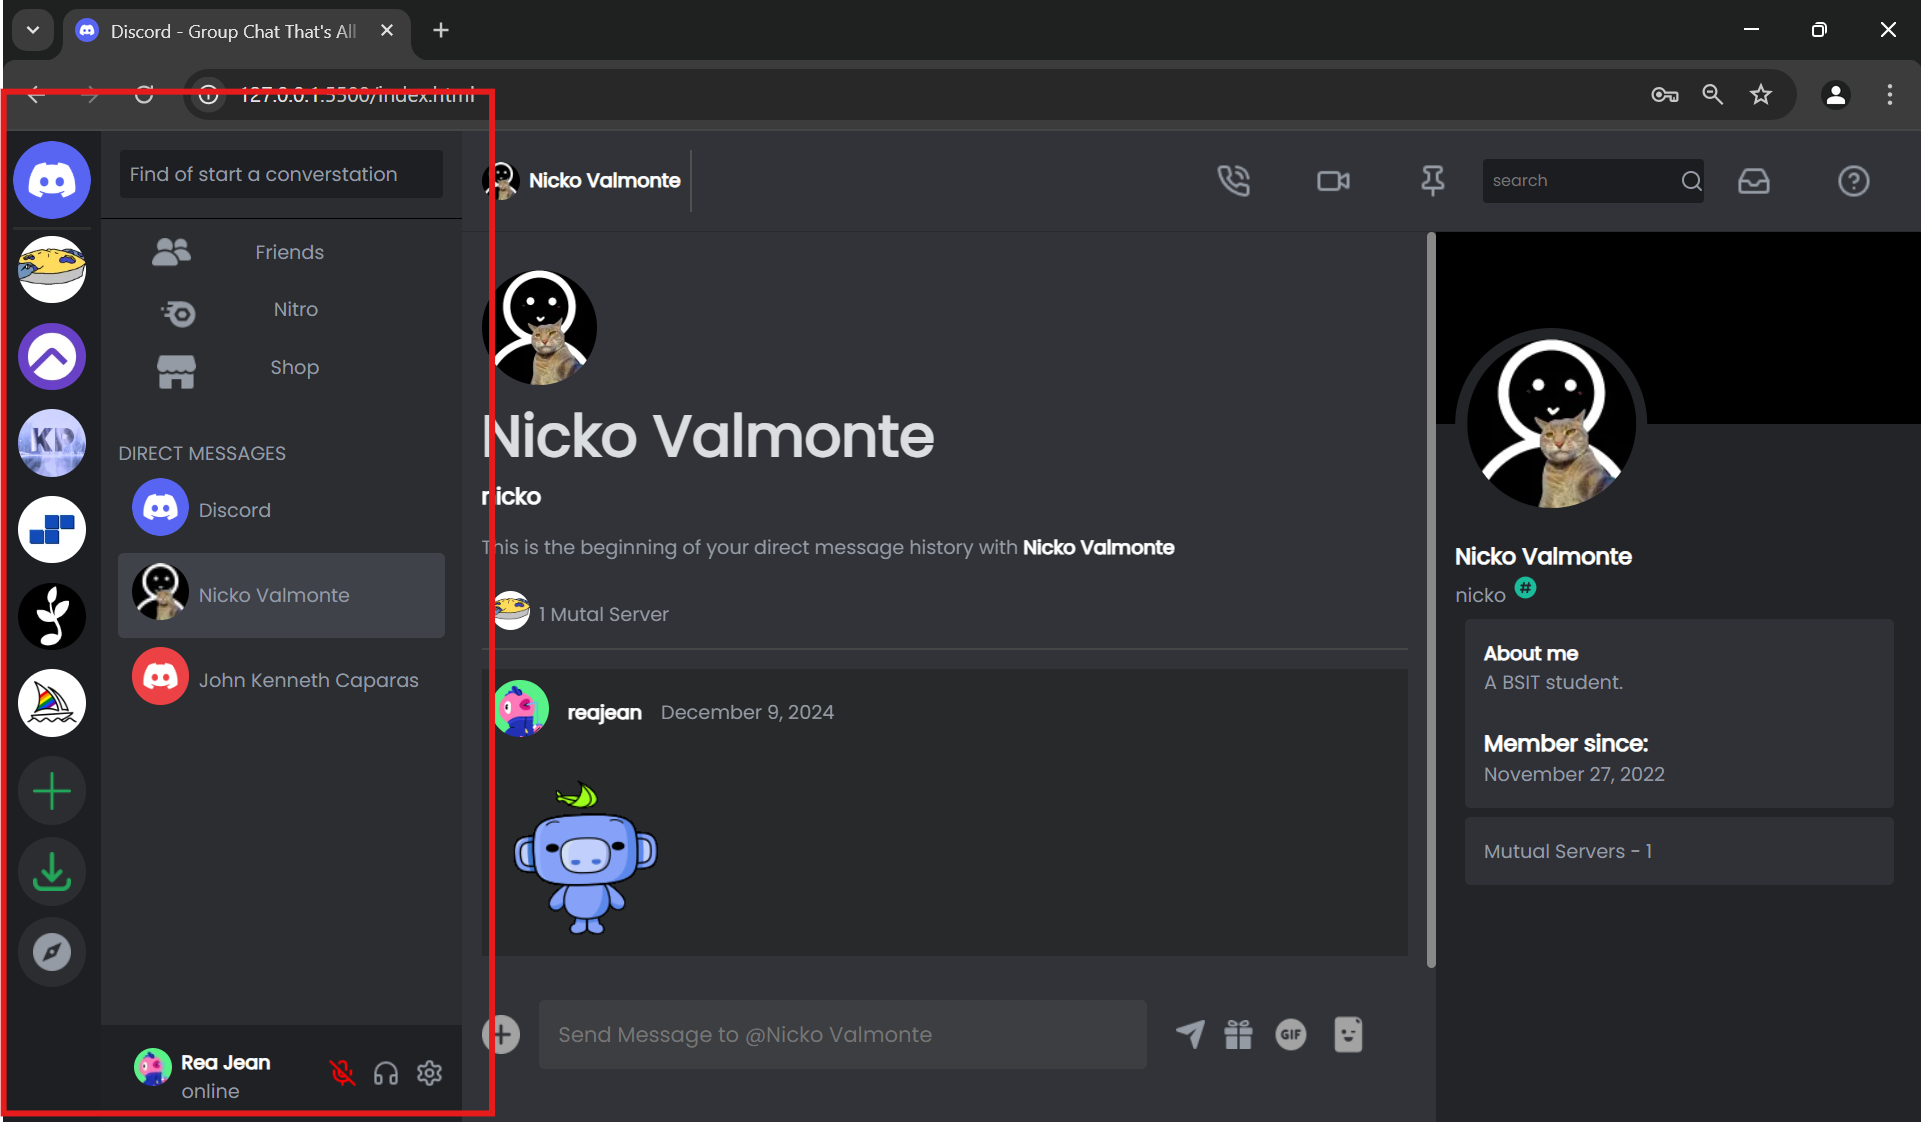 Discord - Group Chat That's All
127.0.0.1:5500/index.html
Find of start a converstation
Friends
Nitro
Shop
DIRECT MESSAGES
Discord
Nicko Valmonte
John Kenneth Caparas
KP
Rea Jean
online
Nicko Valmonte
search
Nicko Valmonte
nicko
This is the beginning of your direct message history with Nicko Valmonte
1 Mutal Server
reajean December 9, 2024
Send Message to @Nicko Valmonte
GIF
Nicko Valmonte
nicko #
About me
A BSIT student.
Member since:
November 27, 2022
Mutual Servers - 1